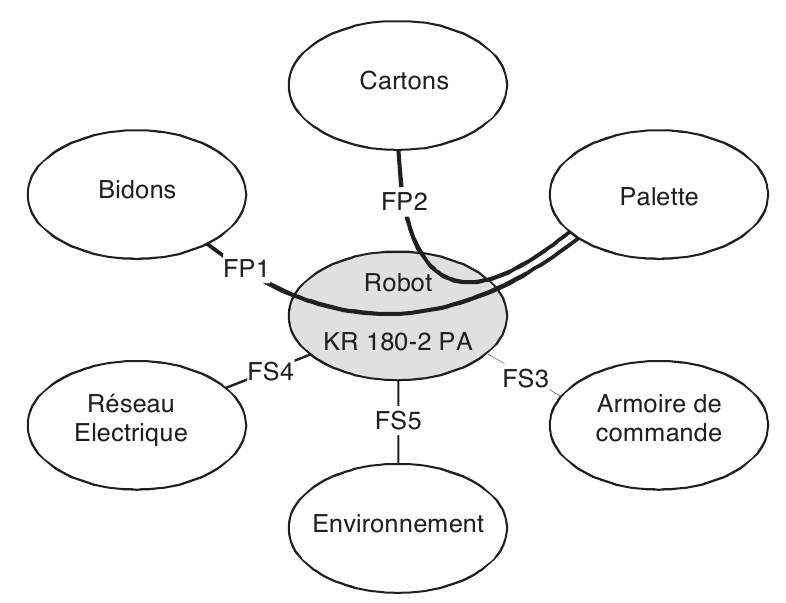 Cartons
Bidons
Palette
FP2
FP1
Robot
KR 180-2 PA
FS4
FS3
Réseau
Electrique
FS5
Armoire de
commande
Environnement